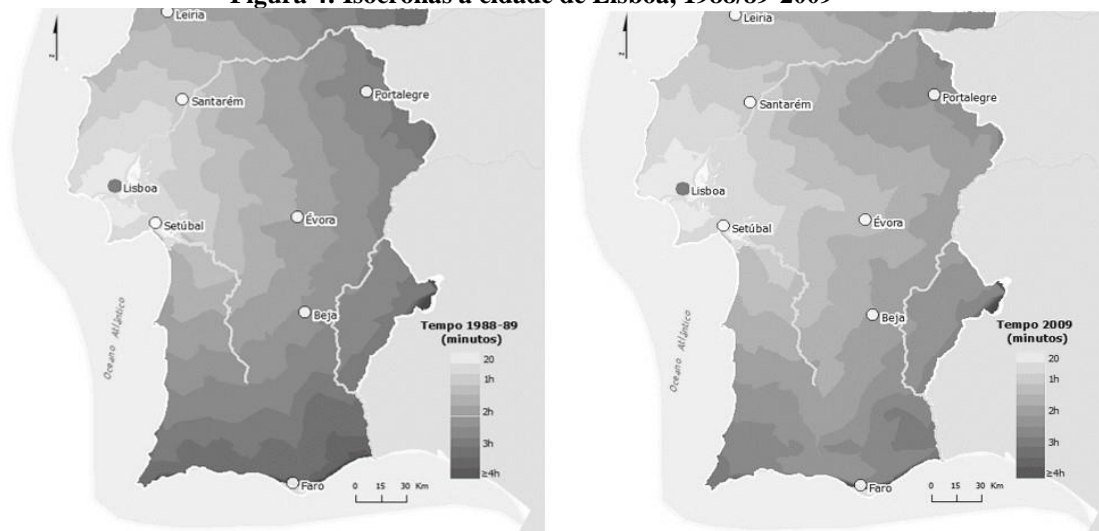 Figura 4: Isócronas à cidade de Lisboa, 1988/89-2009
Leiria
Santarém
Portalegre
Lisboa
Setúbal
Évora
Beja
Oceano Atlântico
Tempo 1988-89
(minutos)
20
1h
2h
3h
≥4h
Faro
0 15 30 Km
Leiria
Santarém
Portalegre
Lisboa
Setúbal
Évora
Beja
Oceano Atlântico
Tempo 2009
(minutos)
20
1h
2h
3h
≥4h
Faro
0 15 30 Km